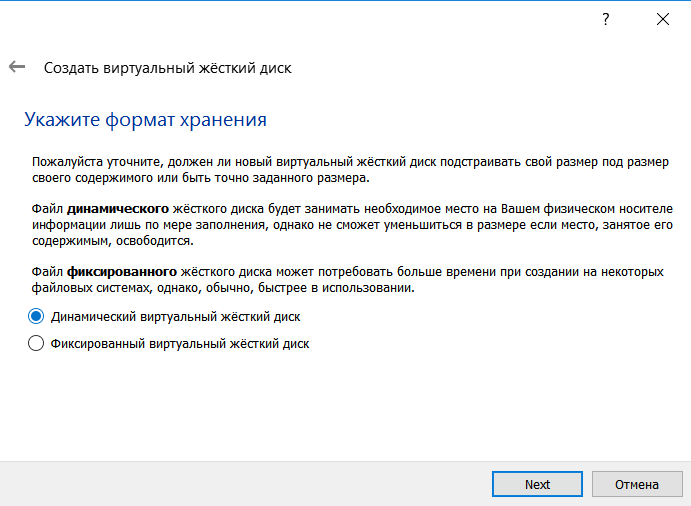 ?
Создать виртуальный жёсткий диск
Укажите формат хранения
Пожалуйста уточните, должен ли новый виртуальный жёсткий диск подстраивать свой размер под размер
своего содержимого или быть точно заданного размера.
Файл динамического жёсткого диска будет занимать необходимое место на Вашем физическом носителе
информации лишь по мере заполнения, однако не сможет уменьшиться в размере если место, занятое его
содержимым, освободится.
Файл фиксированного жёсткого диска может потребовать больше времени при создании на некоторых
файловых системах, однако, обычно, быстрее в использовании.
Динамический виртуальный жёсткий диск
Фиксированный виртуальный жёсткий диск
Next Отмена